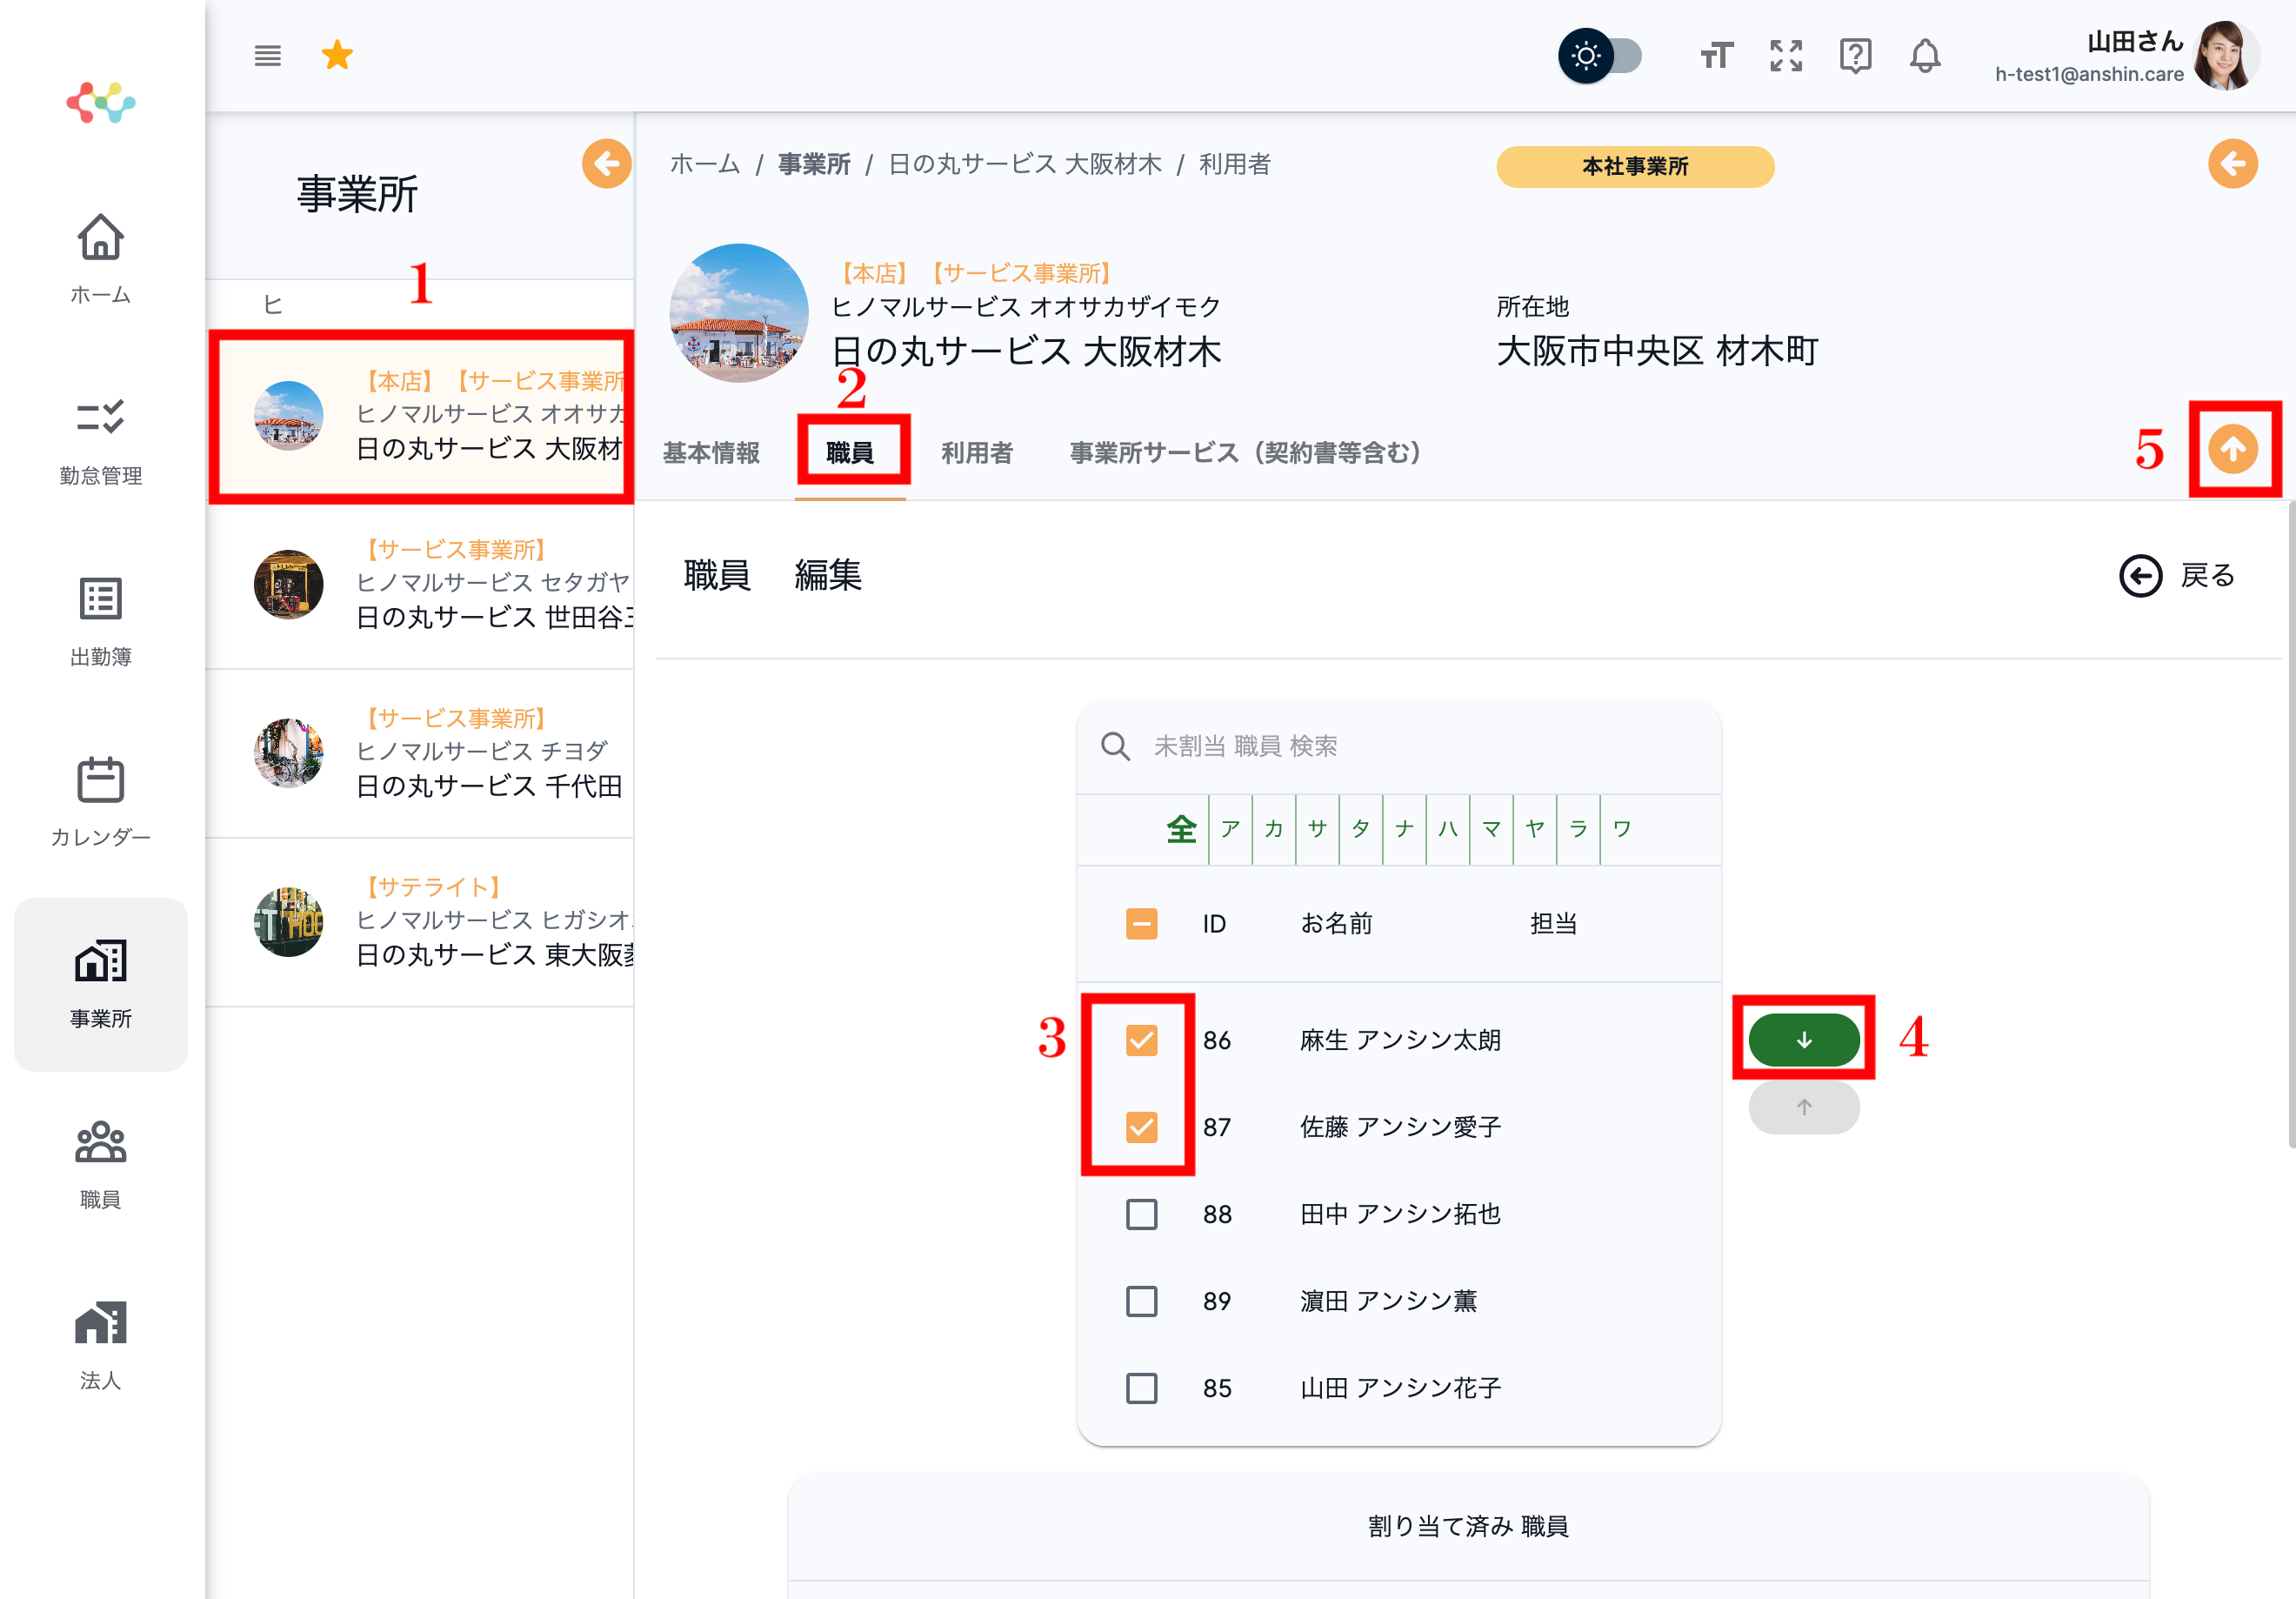 山田さん
h-test1@anshin.care
ホーム
勤怠管理
出勤簿
カレンダー
事業所
職員
法人
事業所
1
ヒ
【本店】【サービス事業所
ヒノマルサービス オオサカ
日の丸サービス 大阪材
【サービス事業所】
ヒノマルサービス セタガヤ
日の丸サービス 世田谷三
【サービス事業所】
ヒノマルサービス チヨダ
日の丸サービス 千代田
【サテライト】
ヒノマルサービス ヒガシオ
日の丸サービス 東大阪菱
ホーム / 事業所 / 日の丸サービス 大阪材木 / 利用者
本社事業所
【本店】【サービス事業所】
ヒノマルサービス オオサカザイモク
日の丸サービス 大阪材木
所在地
大阪市中央区 材木町
2
基本情報 職員 利用者 事業所サービス（契約書等含む）
5
職員 編集
戻る
未割当 職員 検索
全 ア カ サ タ ナ ハ マ ヤ ラ ワ
ID お名前 担当
3
86 麻生 アンシン太朗
4
87 佐藤 アンシン愛子
88 田中 アンシン拓也
89 濵田 アンシン薫
85 山田 アンシン花子
割り当て済み 職員